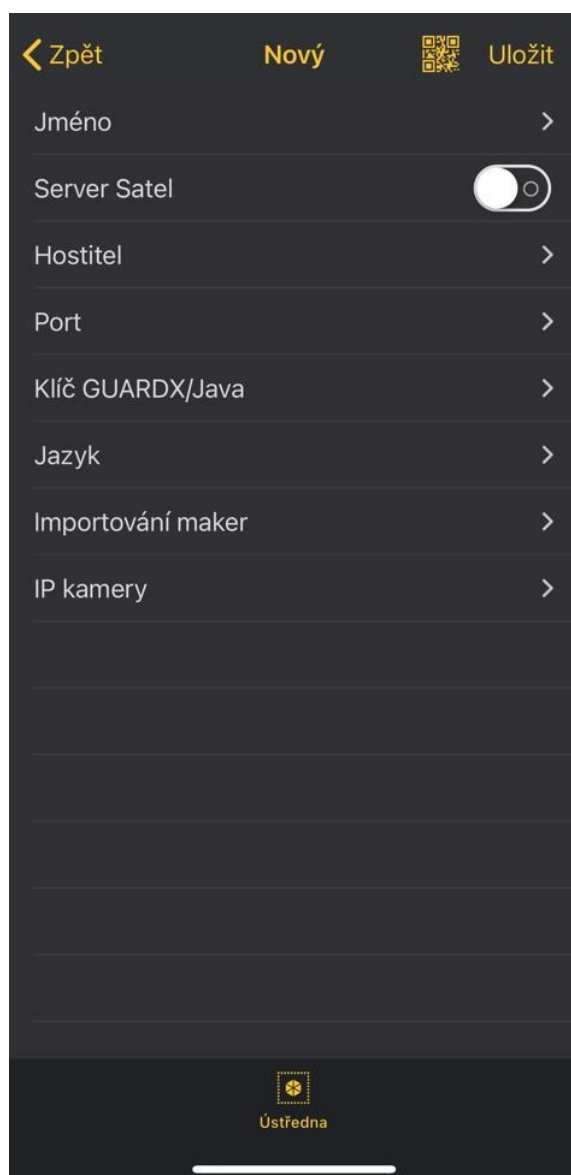 Zpět
Nový
Uložit
Jméno
Server Satel
Hostitel
Port
Klíč GUARDX/Java
Jazyk
Importování maker
IP kamery
Ústředna